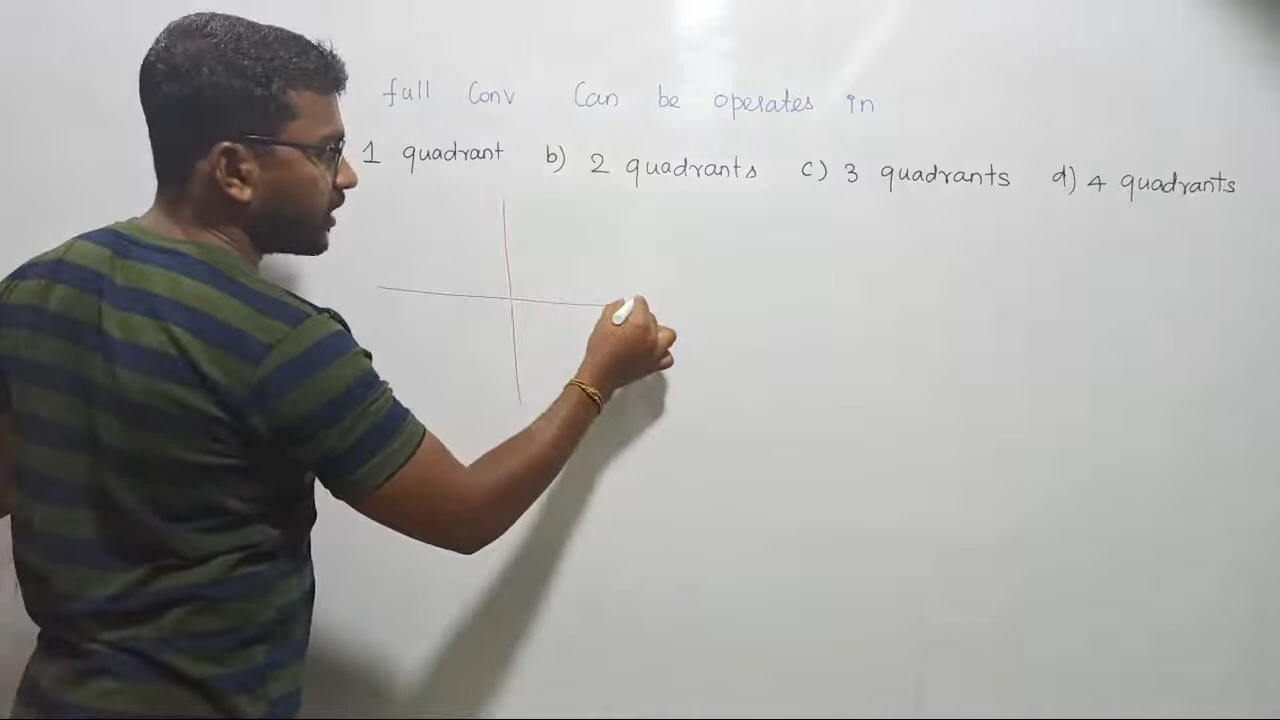 full Conv Can be operates in
1 quadrant b) 2 quadrants c) 3 quadrants d) 4 quadrants